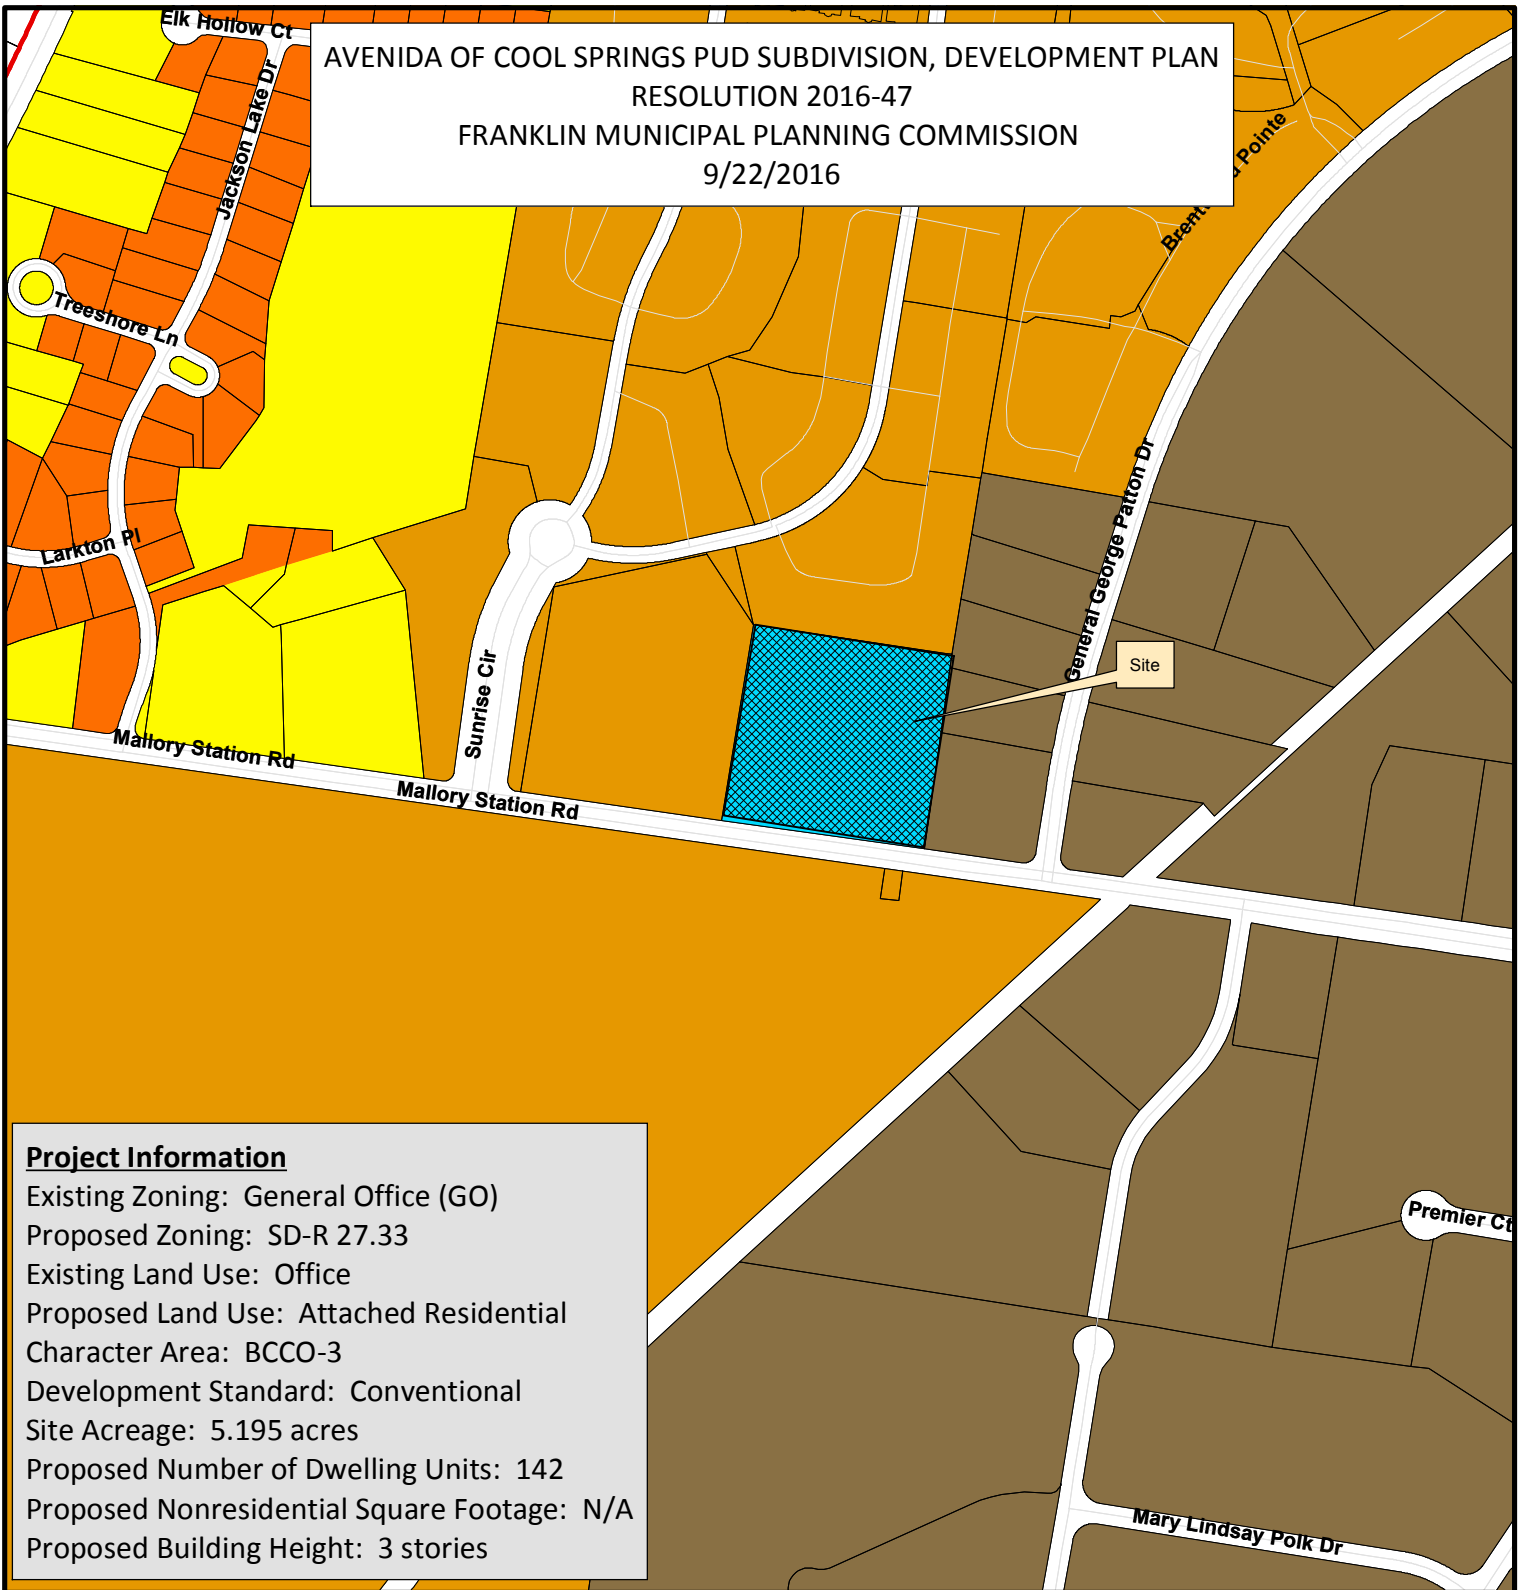 AVENIDA OF COOL SPRINGS PUD SUBDIVISION, DEVELOPMENT PLAN
RESOLUTION 2016-47
FRANKLIN MUNICIPAL PLANNING COMMISSION
9/22/2016
Elk Hollow Ct
Jackson Lake Dr
Treeshore Ln
Larkton Pl
Pointe
General George Patton Dr
Site
Sunrise Cir
Mallory Station Rd
Mallory Station Rd
Premier Ct
Mary Lindsay Polk Dr
Project Information
Existing Zoning: General Office (GO)
Proposed Zoning: SD-R 27.33
Existing Land Use: Office
Proposed Land Use: Attached Residential
Character Area: BCCO-3
Development Standard: Conventional
Site Acreage: 5.195 acres
Proposed Number of Dwelling Units: 142
Proposed Nonresidential Square Footage: N/A
Proposed Building Height: 3 stories